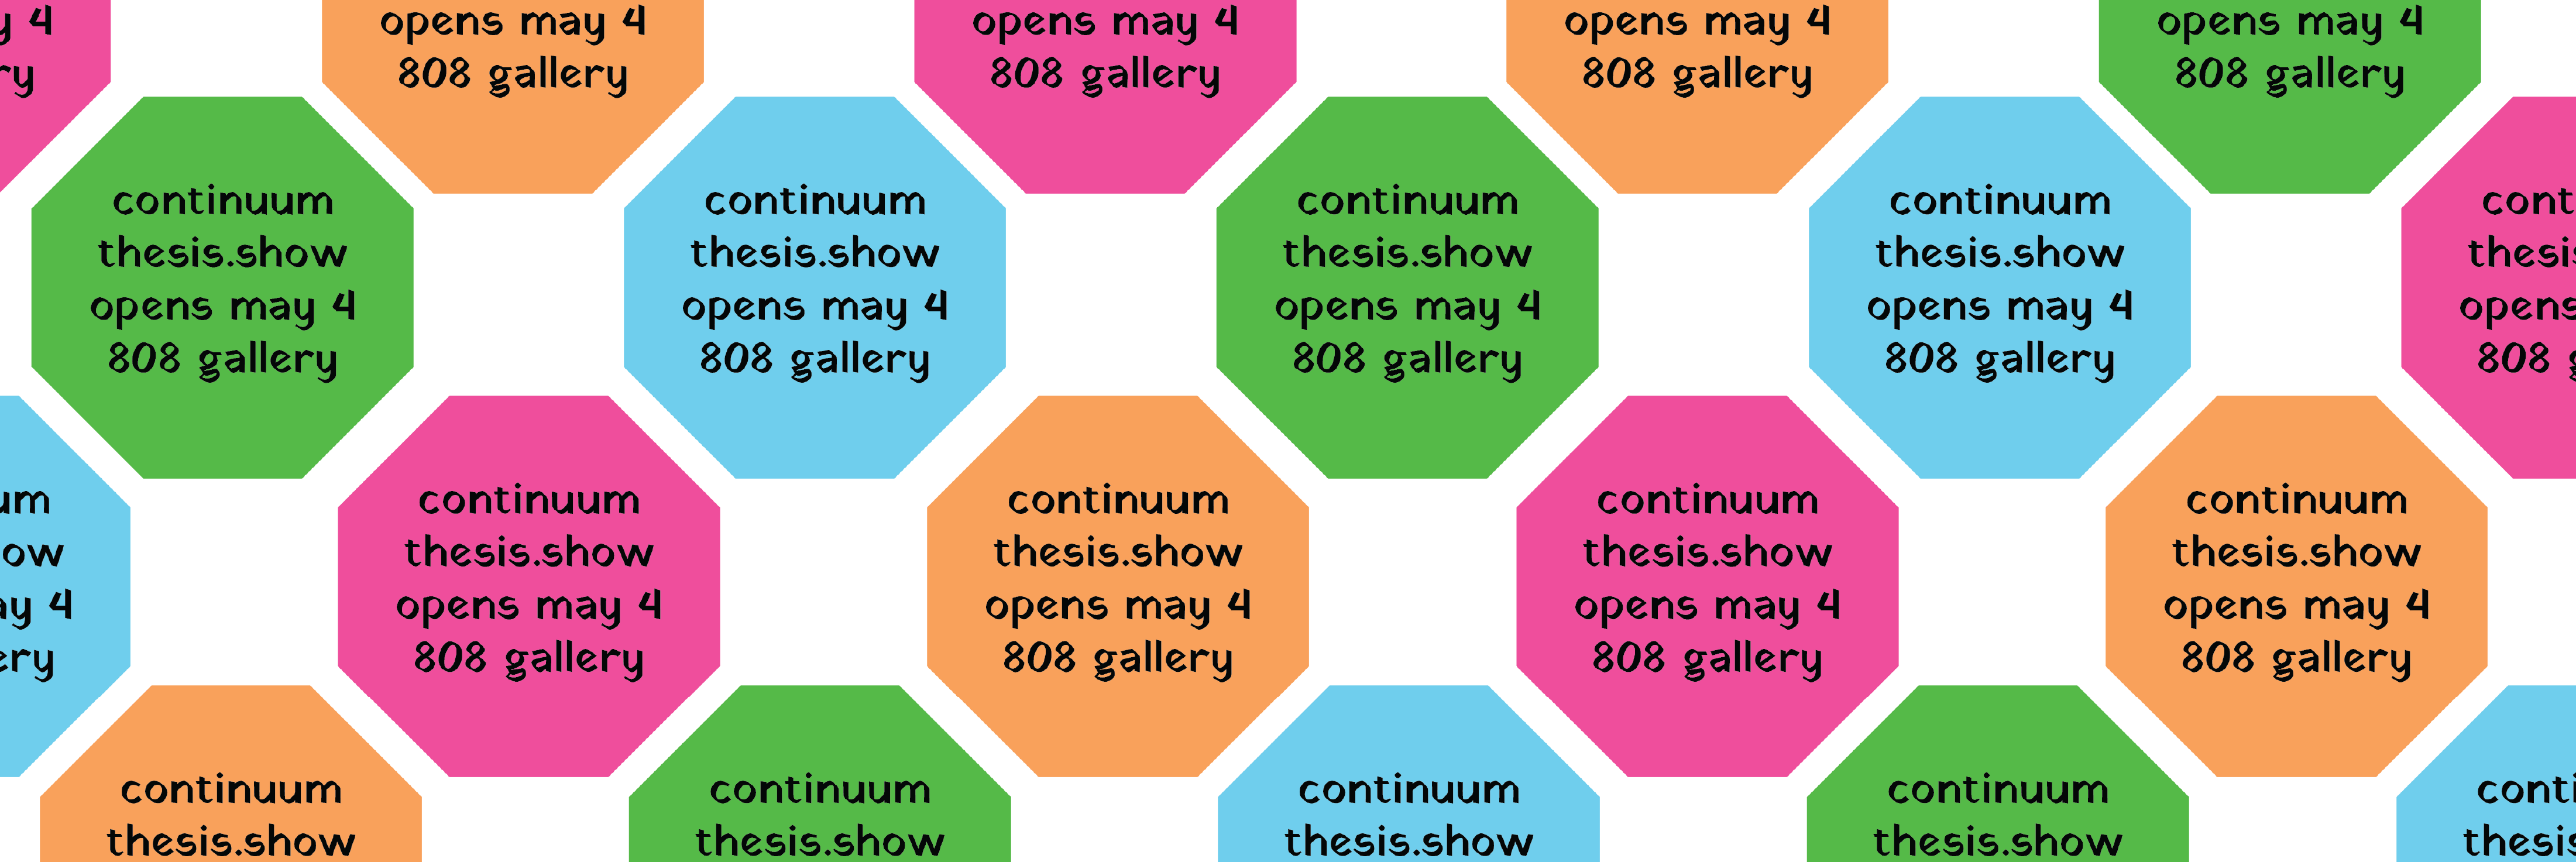 y 4
ry
opens may 4
808 gallery
opens may 4
808 gallery
opens may 4
808 gallery
opens may 4
808 gallery
continuum
thesis.show
opens may 4
808 gallery
continuum
thesis.show
opens may 4
808 gallery
continuum
thesis.show
opens may 4
808 gallery
continuum
thesis.show
opens may 4
808 gallery
cont
thesis
opens
808 g
um
ow
ay 4
ery
continuum
thesis.show
opens may 4
808 gallery
continuum
thesis.show
opens may 4
808 gallery
continuum
thesis.show
opens may 4
808 gallery
continuum
thesis.show
opens may 4
808 gallery
continuum
thesis.show
continuum
thesis.show
continuum
thesis.show
continuum
thesis.show
conti
thesis